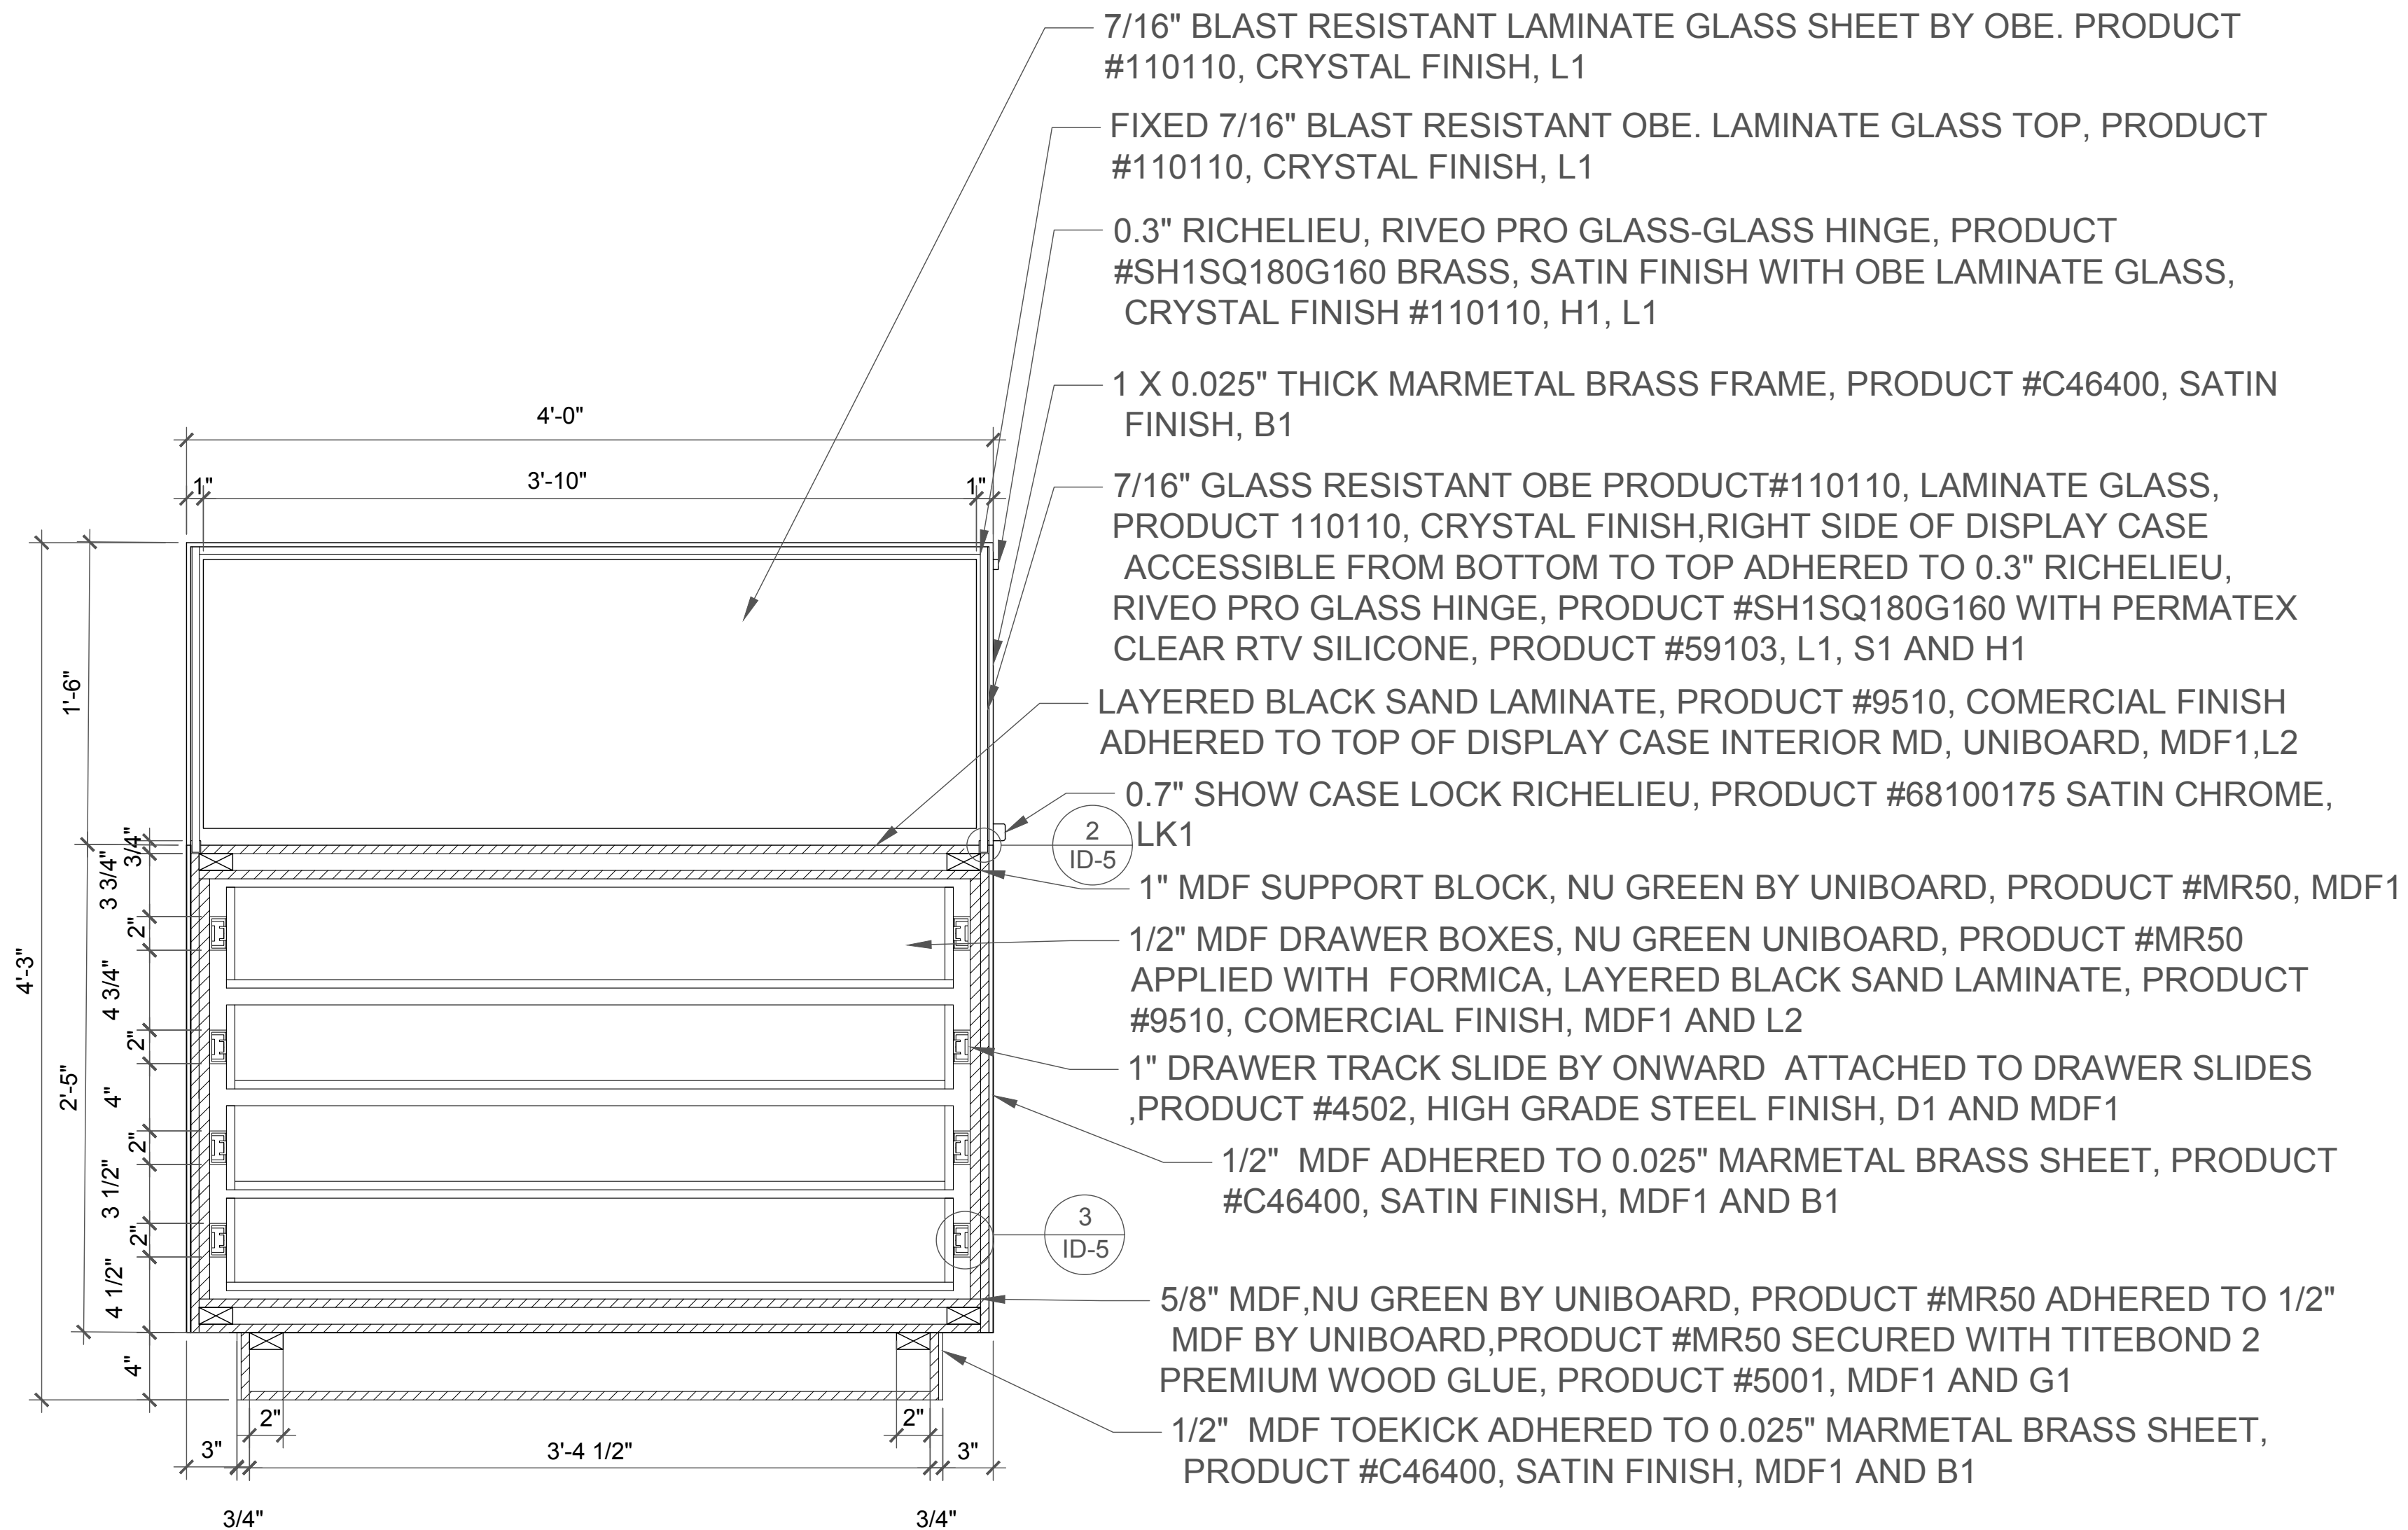 7/16" BLAST RESISTANT LAMINATE GLASS SHEET BY OBE. PRODUCT
#110110, CRYSTAL FINISH, L1
FIXED 7/16" BLAST RESISTANT OBE. LAMINATE GLASS TOP, PRODUCT
#110110, CRYSTAL FINISH, L1
0.3" RICHELIEU, RIVEO PRO GLASS-GLASS HINGE, PRODUCT
#SH1SQ180G160 BRASS, SATIN FINISH WITH OBE LAMINATE GLASS,
CRYSTAL FINISH #110110, H1, L1
1 X 0.025" THICK MARMETAL BRASS FRAME, PRODUCT #C46400, SATIN
FINISH, B1
7/16" GLASS RESISTANT OBE PRODUCT#110110, LAMINATE GLASS,
PRODUCT 110110, CRYSTAL FINISH,RIGHT SIDE OF DISPLAY CASE
ACCESSIBLE FROM BOTTOM TO TOP ADHERED TO 0.3" RICHELIEU,
RIVEO PRO GLASS HINGE, PRODUCT #SH1SQ180G160 WITH PERMATEX
CLEAR RTV SILICONE, PRODUCT #59103, L1, S1 AND H1
LAYERED BLACK SAND LAMINATE, PRODUCT #9510, COMERCIAL FINISH
ADHERED TO TOP OF DISPLAY CASE INTERIOR MD, UNIBOARD, MDF1,L2
0.7" SHOW CASE LOCK RICHELIEU, PRODUCT #68100175 SATIN CHROME,
LK1
1" MDF SUPPORT BLOCK, NU GREEN BY UNIBOARD, PRODUCT #MR50, MDF1
1/2" MDF DRAWER BOXES, NU GREEN UNIBOARD, PRODUCT #MR50
APPLIED WITH FORMICA, LAYERED BLACK SAND LAMINATE, PRODUCT
#9510, COMERCIAL FINISH, MDF1 AND L2
1" DRAWER TRACK SLIDE BY ONWARD ATTACHED TO DRAWER SLIDES
,PRODUCT #4502, HIGH GRADE STEEL FINISH, D1 AND MDF1
1/2" MDF ADHERED TO 0.025" MARMETAL BRASS SHEET, PRODUCT
#C46400, SATIN FINISH, MDF1 AND B1
5/8" MDF,NU GREEN BY UNIBOARD, PRODUCT #MR50 ADHERED TO 1/2"
MDF BY UNIBOARD,PRODUCT #MR50 SECURED WITH TITEBOND 2
PREMIUM WOOD GLUE, PRODUCT #5001, MDF1 AND G1
1/2" MDF TOEKICK ADHERED TO 0.025" MARMETAL BRASS SHEET,
PRODUCT #C46400, SATIN FINISH, MDF1 AND B1
4'-0"
1"
3'-10"
1"
4'-3"
1'-6"
2'-5"
3/4"
3 3/4"
2"
4 3/4"
2"
4"
2"
3 1/2"
2"
4 1/2"
4"
2
ID-5
3
ID-5
2"
2"
3"
3'-4 1/2"
3"
3/4"
3/4"